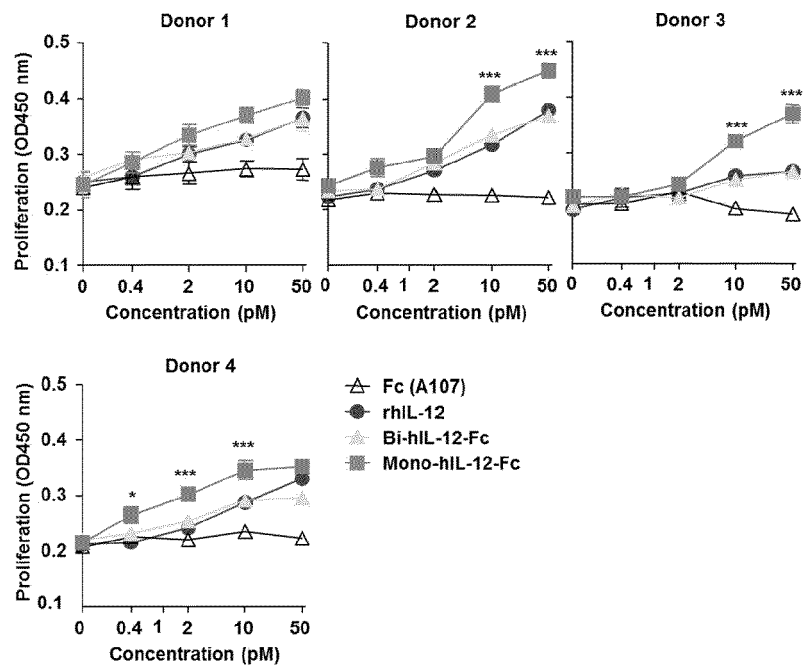 Donor 1
Donor 2
Donor 3
Proliferation (OD450 nm)
0.5
0.4
0.3
0.2
0.1
***
***
***
***
0 0.4 2 10 50
0 0.4 1 2 10 50
0 0.4 1 2 10 50
Concentration (pM)
Concentration (pM)
Concentration (pM)
Donor 4
Proliferation (OD450 nm)
0.5
0.4
0.3
0.2
0.1
*
***
***
0 0.4 1 2 10 50
Concentration (pM)
Fc (A107)
rhIL-12
Bi-hIL-12-Fc
Mono-hIL-12-Fc